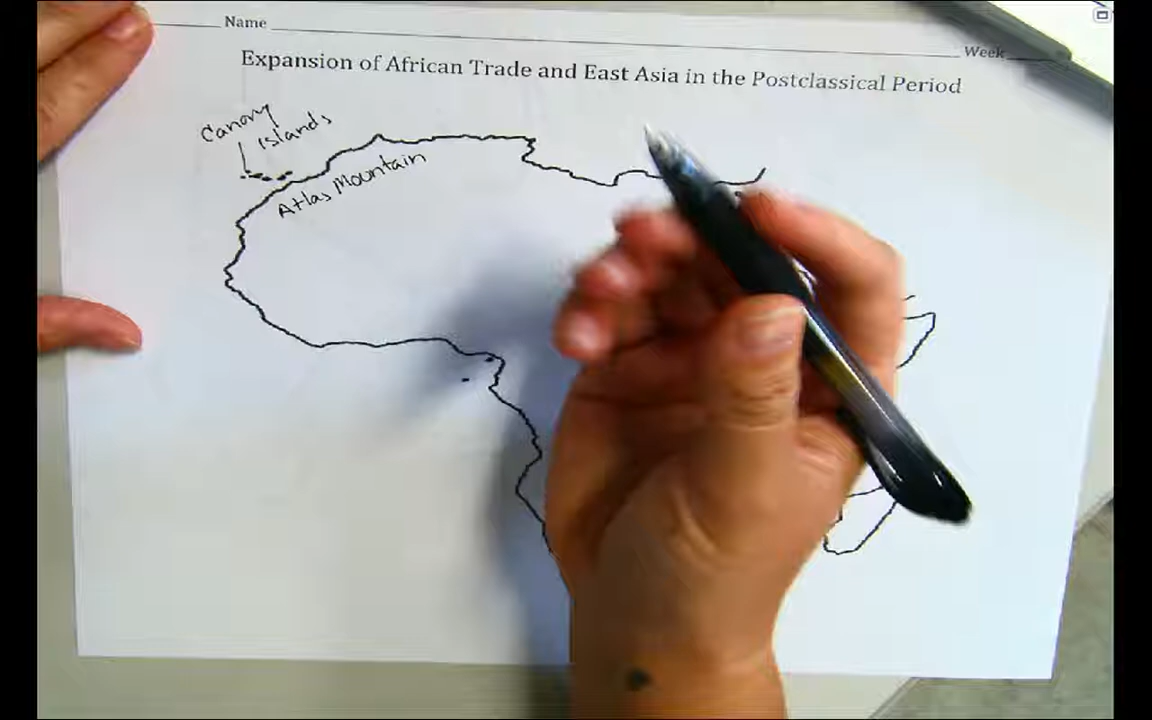 Name Week
Expansion of African Trade and East Asia in the Postclassical Period
Canary
Islands
Atlas Mountain